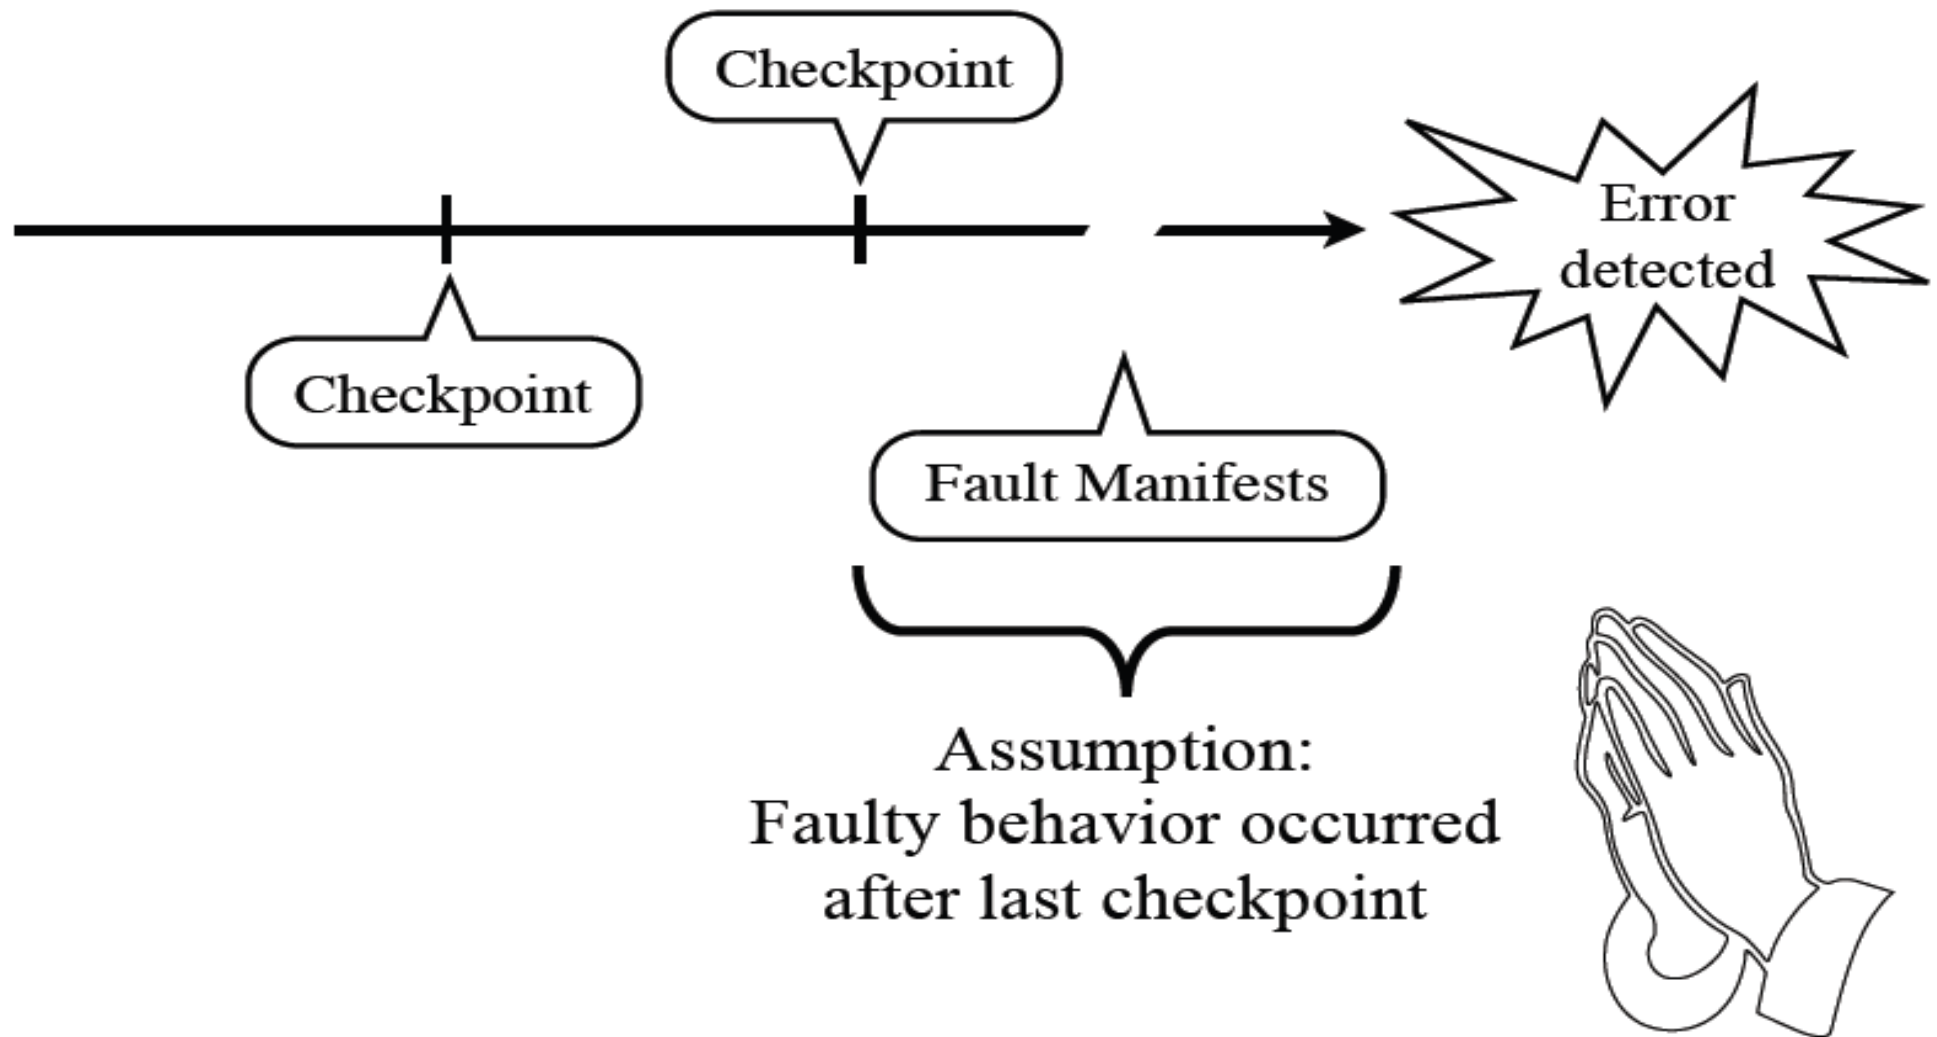 Checkpoint
Error
detected
Checkpoint
Fault Manifests
Assumption:
Faulty behavior occurred
after last checkpoint